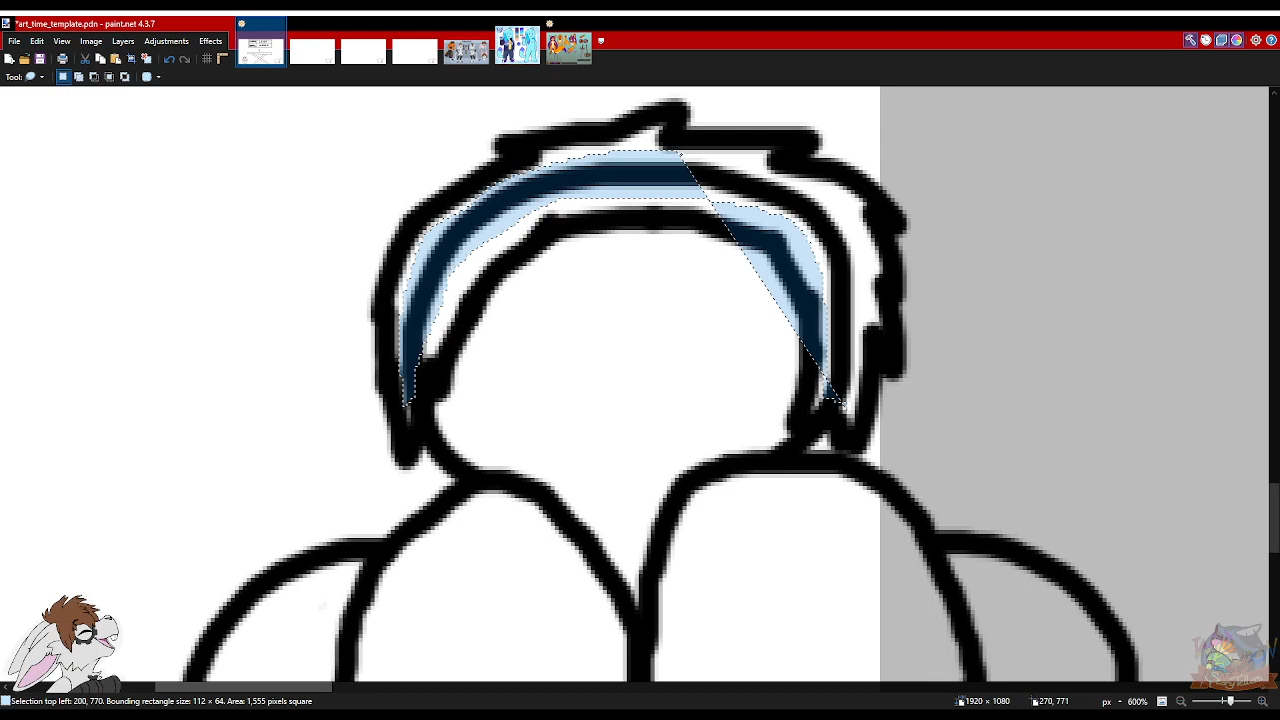 *art_time_template.pdn - paint.net 4.3.7
File Edit View Image Layers Adjustments Effects
Tool:
Selection top left: 200, 770. Bounding rectangle size: 112 × 64. Area: 1,555 pixels square
1920 × 1080
270, 771
px
600%